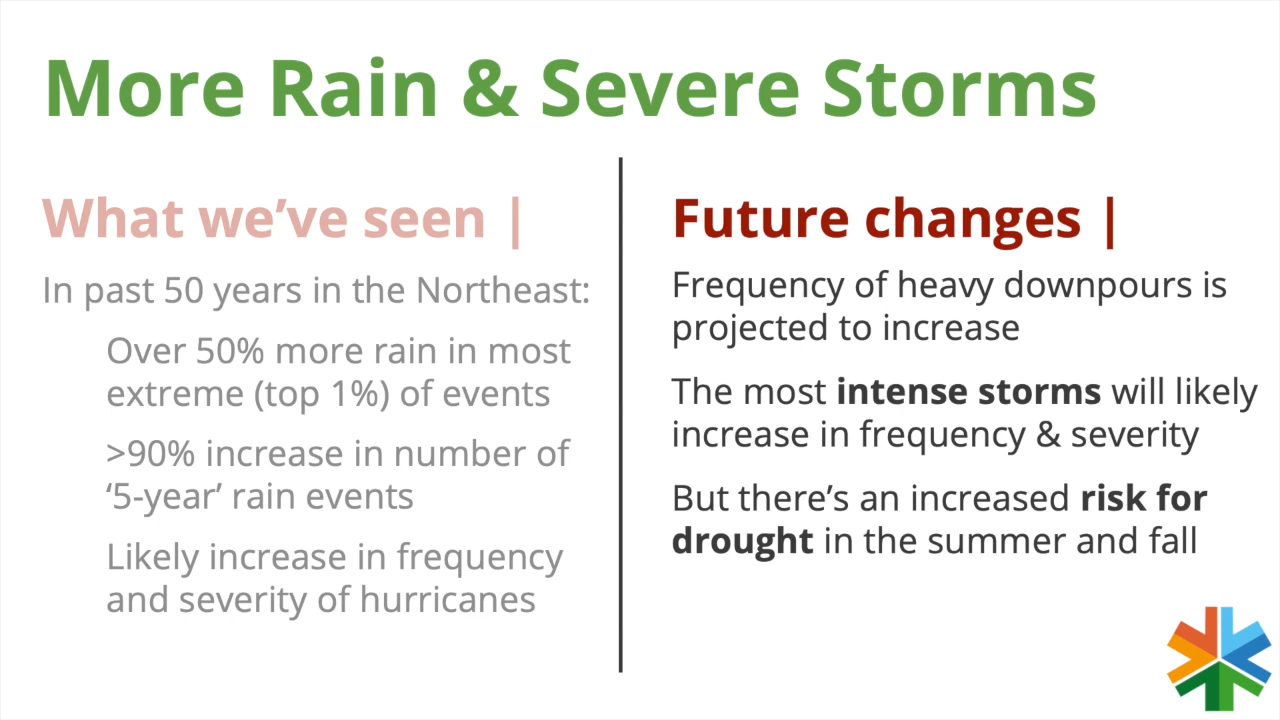 More Rain & Severe Storms
What we’ve seen |
In past 50 years in the Northeast:
Over 50% more rain in most
extreme (top 1%) of events
>90% increase in number of
‘5-year’ rain events
Likely increase in frequency
and severity of hurricanes
Future changes |
Frequency of heavy downpours is
projected to increase
The most intense storms will likely
increase in frequency & severity
But there’s an increased risk for
drought in the summer and fall